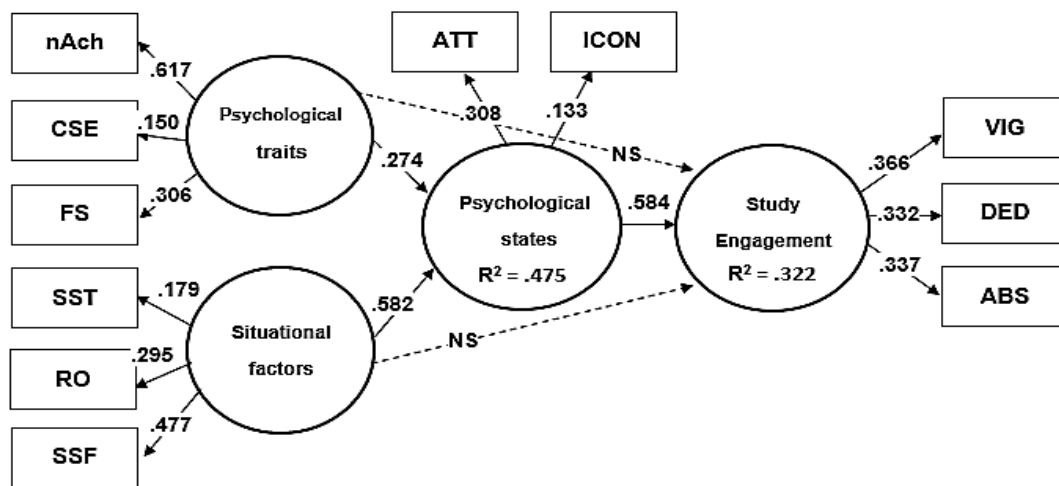 nAch
ATT
ICON
.617
CSE
.150
Psychological
traits
.308
.133
VIG
.274
NS
.366
FS
.306
Psychological
states
R² = .475
.584
Study
Engagement
R² = .322
.332
DED
.337
SST
.179
.582
ABS
Situational
factors
NS
RO
.295
.477
SSF